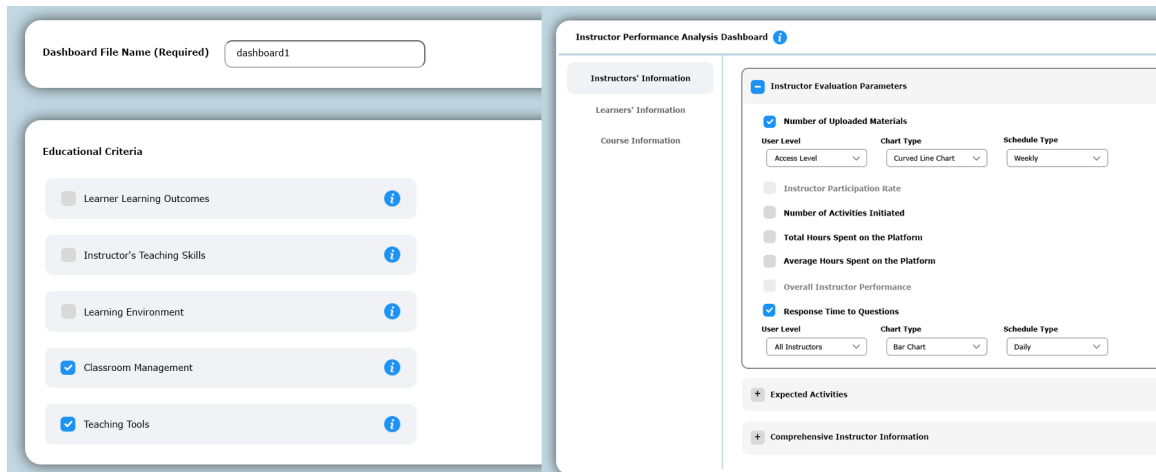 Dashboard File Name (Required)
dashboard1
Educational Criteria
Learner Learning Outcomes
Instructor's Teaching Skills
Learning Environment
Classroom Management
Teaching Tools
Instructor Performance Analysis Dashboard
Instructors' Information
Learners' Information
Course Information
Instructor Evaluation Parameters
Number of Uploaded Materials
User Level Chart Type Schedule Type
Access Level Curved Line Chart Weekly
Instructor Participation Rate
Number of Activities Initiated
Total Hours Spent on the Platform
Average Hours Spent on the Platform
Overall Instructor Performance
Response Time to Questions
User Level Chart Type Schedule Type
All Instructors Bar Chart Daily
Expected Activities
Comprehensive Instructor Information